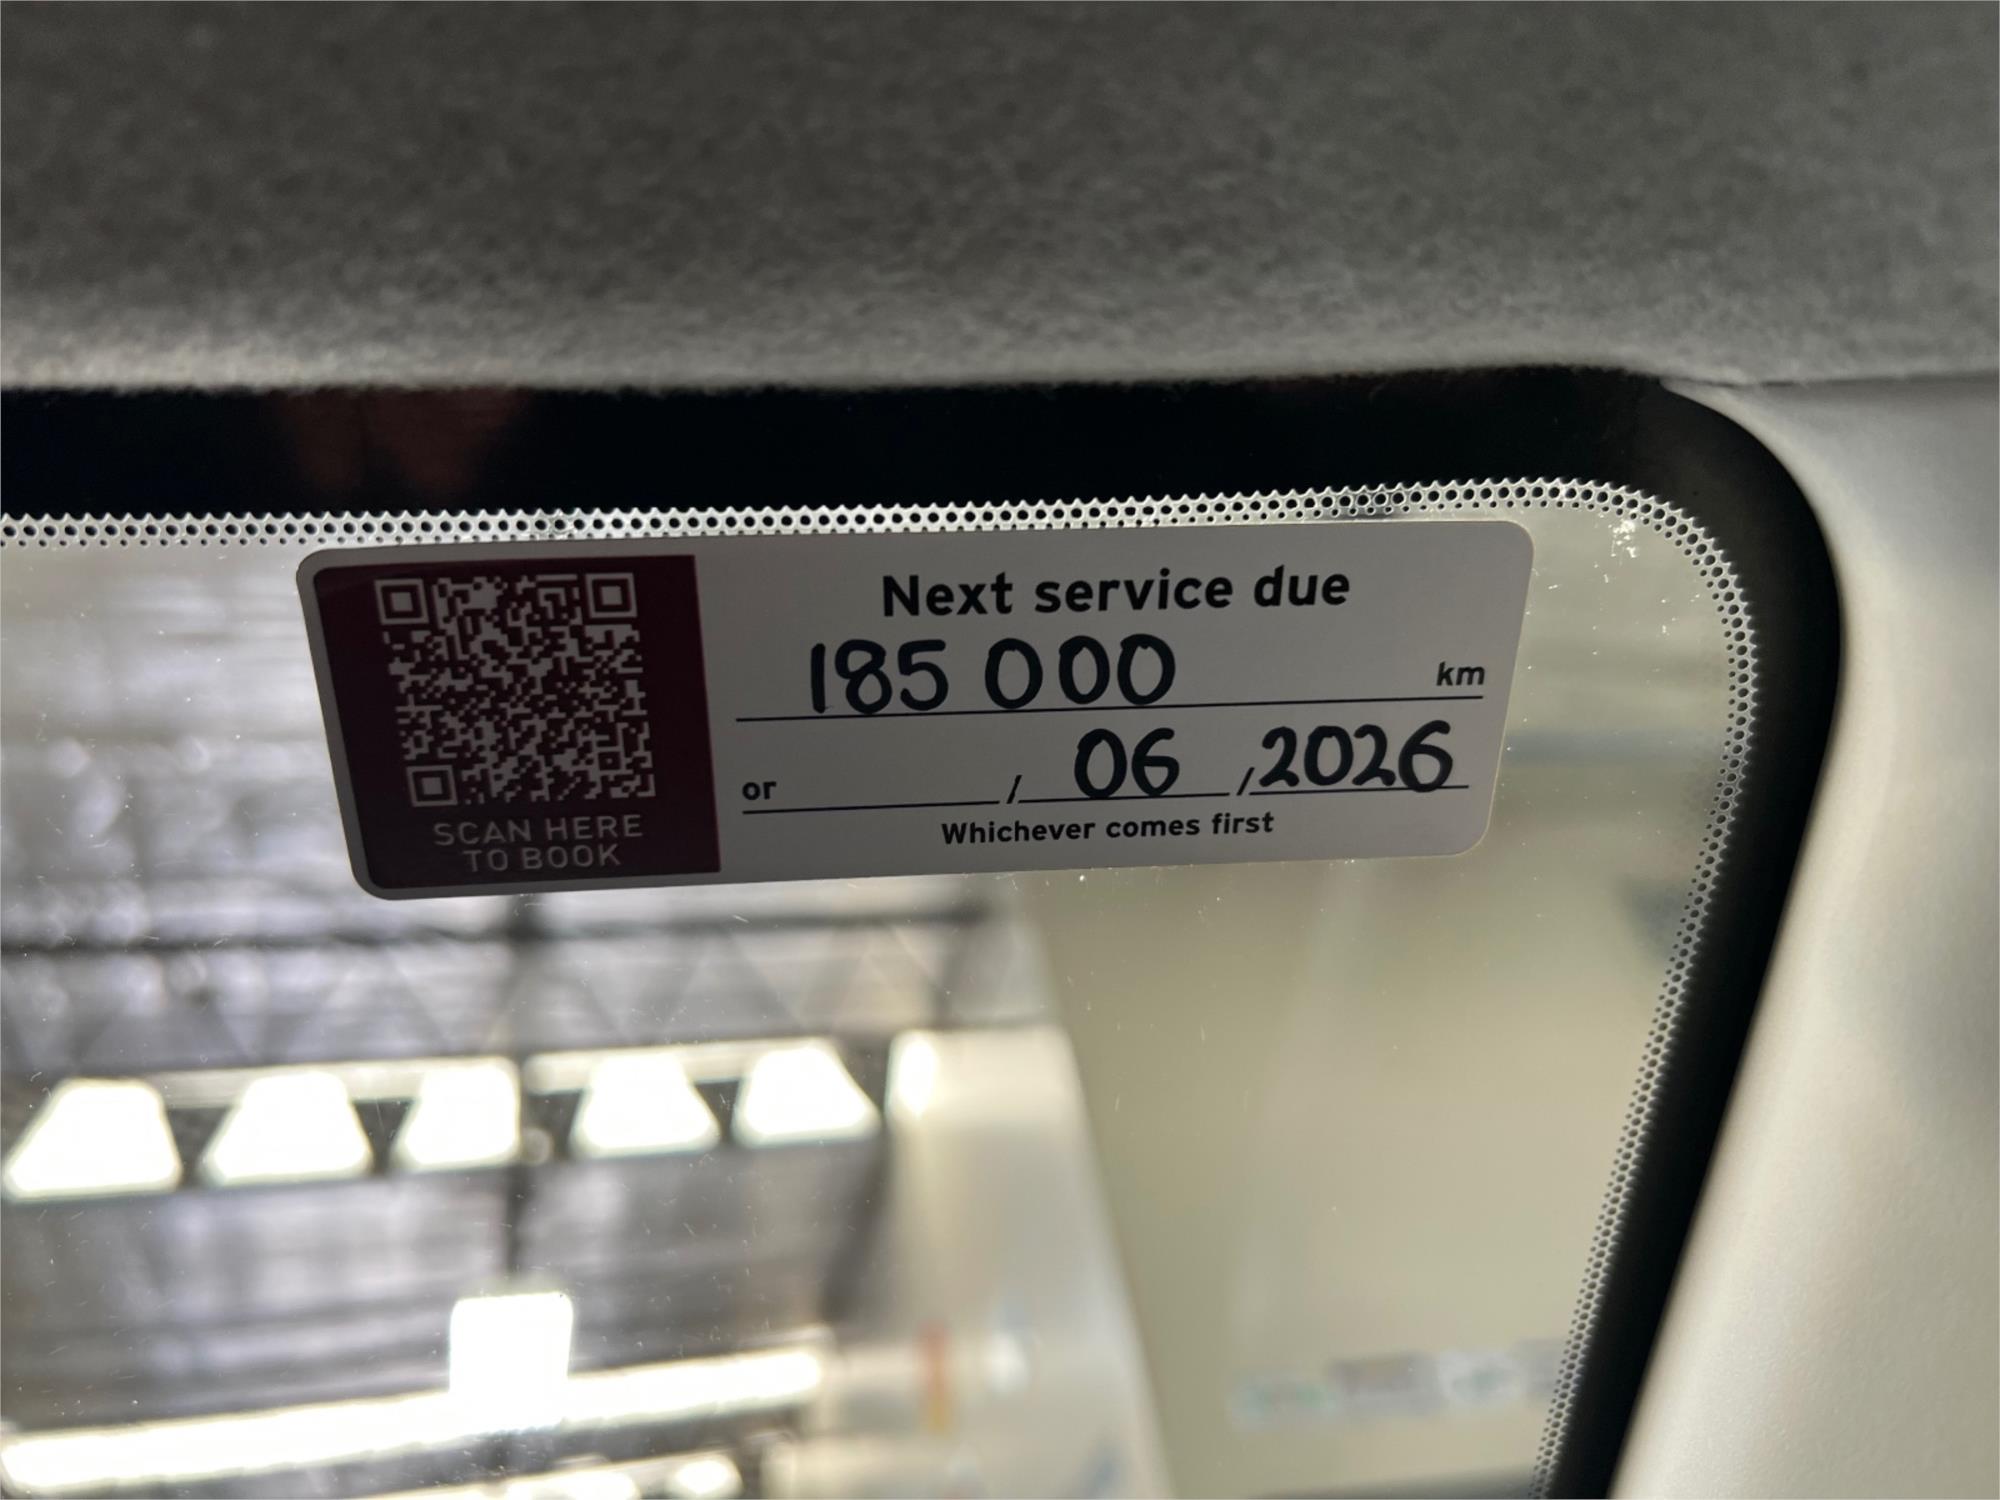 Next service due
185 000 km
or / 06 / 2026
Whichever comes first
SCAN HERE
TO BOOK